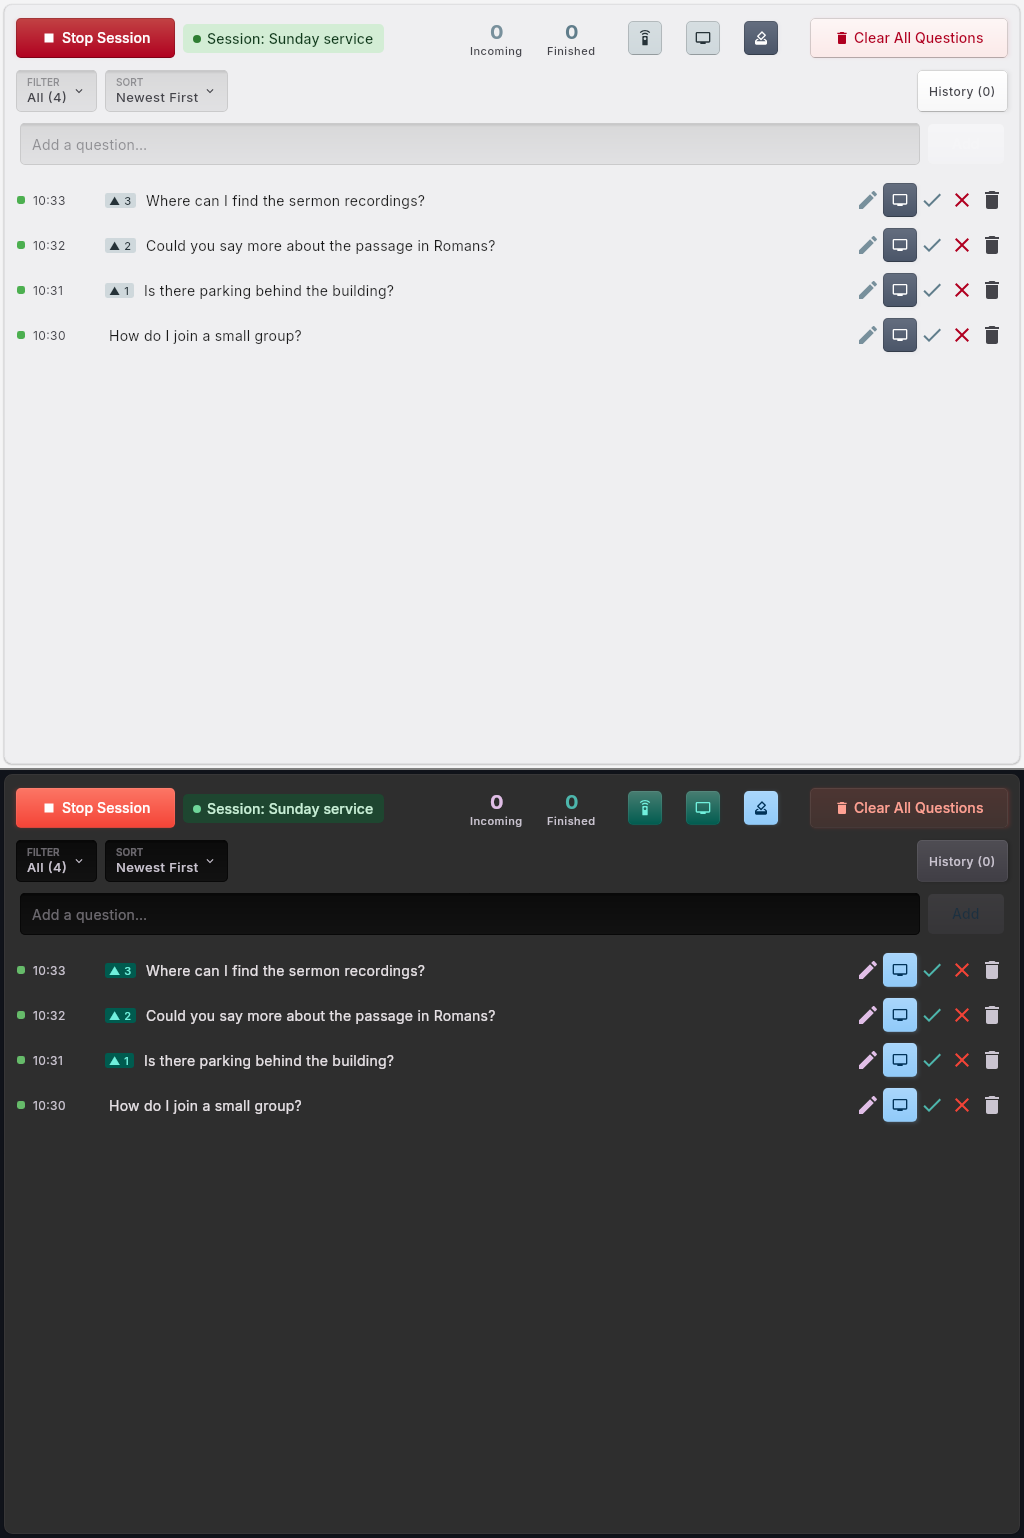 Stop Session
Session: Sunday service
0
Incoming
0
Finished
Clear All Questions
FILTER
All (4)
SORT
Newest First
History (0)
Add a question...
10:33 3 Where can I find the sermon recordings?
10:32 2 Could you say more about the passage in Romans?
10:31 1 Is there parking behind the building?
10:30 How do I join a small group?
Stop Session
Session: Sunday service
0
Incoming
0
Finished
Clear All Questions
FILTER
All (4)
SORT
Newest First
History (0)
Add a question...
Add
10:33 3 Where can I find the sermon recordings?
10:32 2 Could you say more about the passage in Romans?
10:31 1 Is there parking behind the building?
10:30 How do I join a small group?